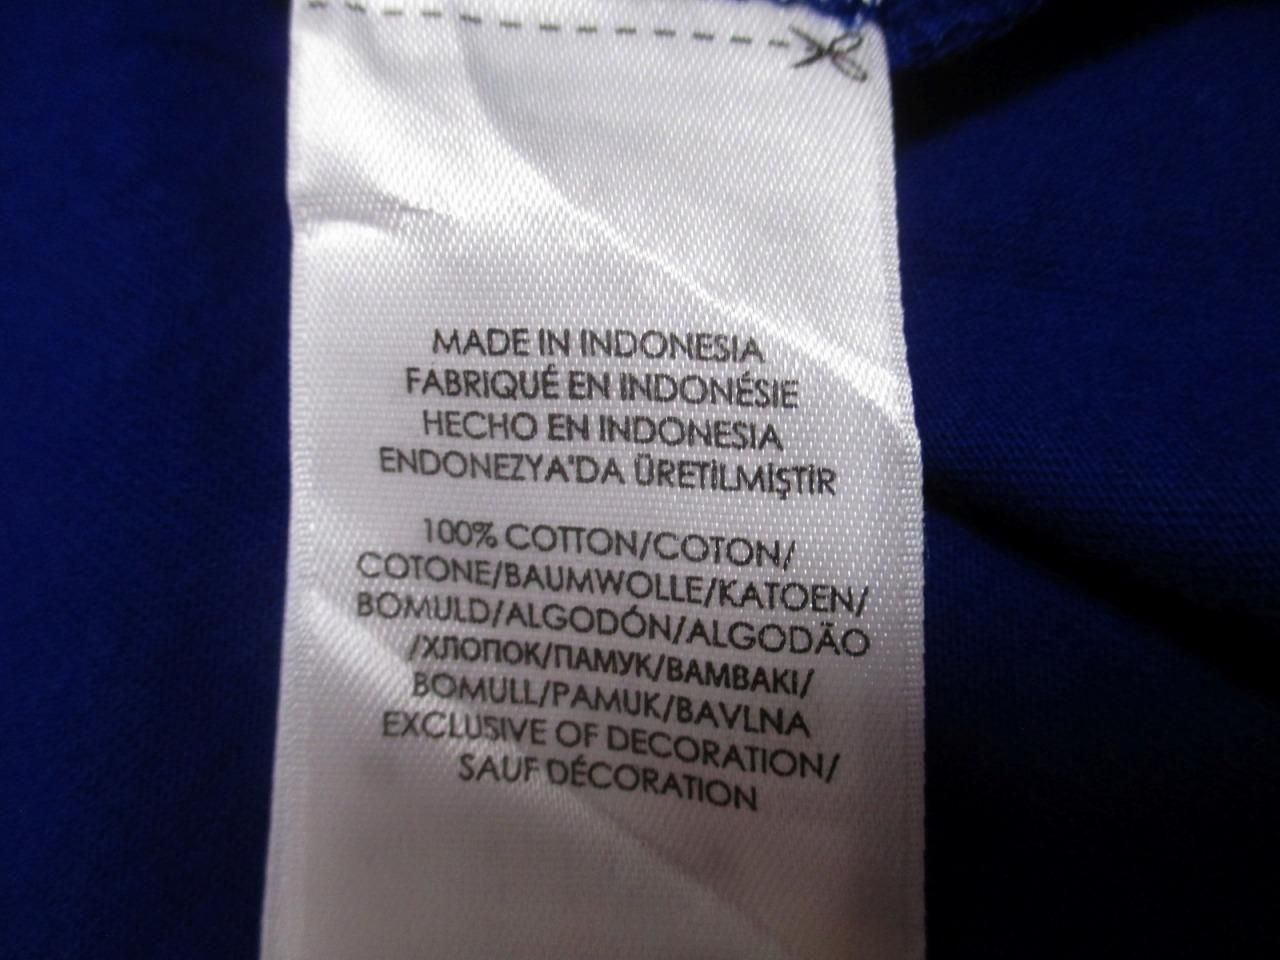 MADE IN INDONESIA
FABRIQUÉ EN INDONÉSIE
HECHO EN INDONESIA
ENDONEZYA'DA ÜRETİLMİŞTİR
100% COTTON/COTON/
COTONE/BAUMWOLLE/KATOEN/
BOMULD/ALGODÓN/ALGODÃO
/ХЛОПОК/ПАМУК/ΒΑΜΒΑΚΙ/
BOMULL/PAMUK/BAVLNA
EXCLUSIVE OF DECORATION/
SAUF DÉCORATION